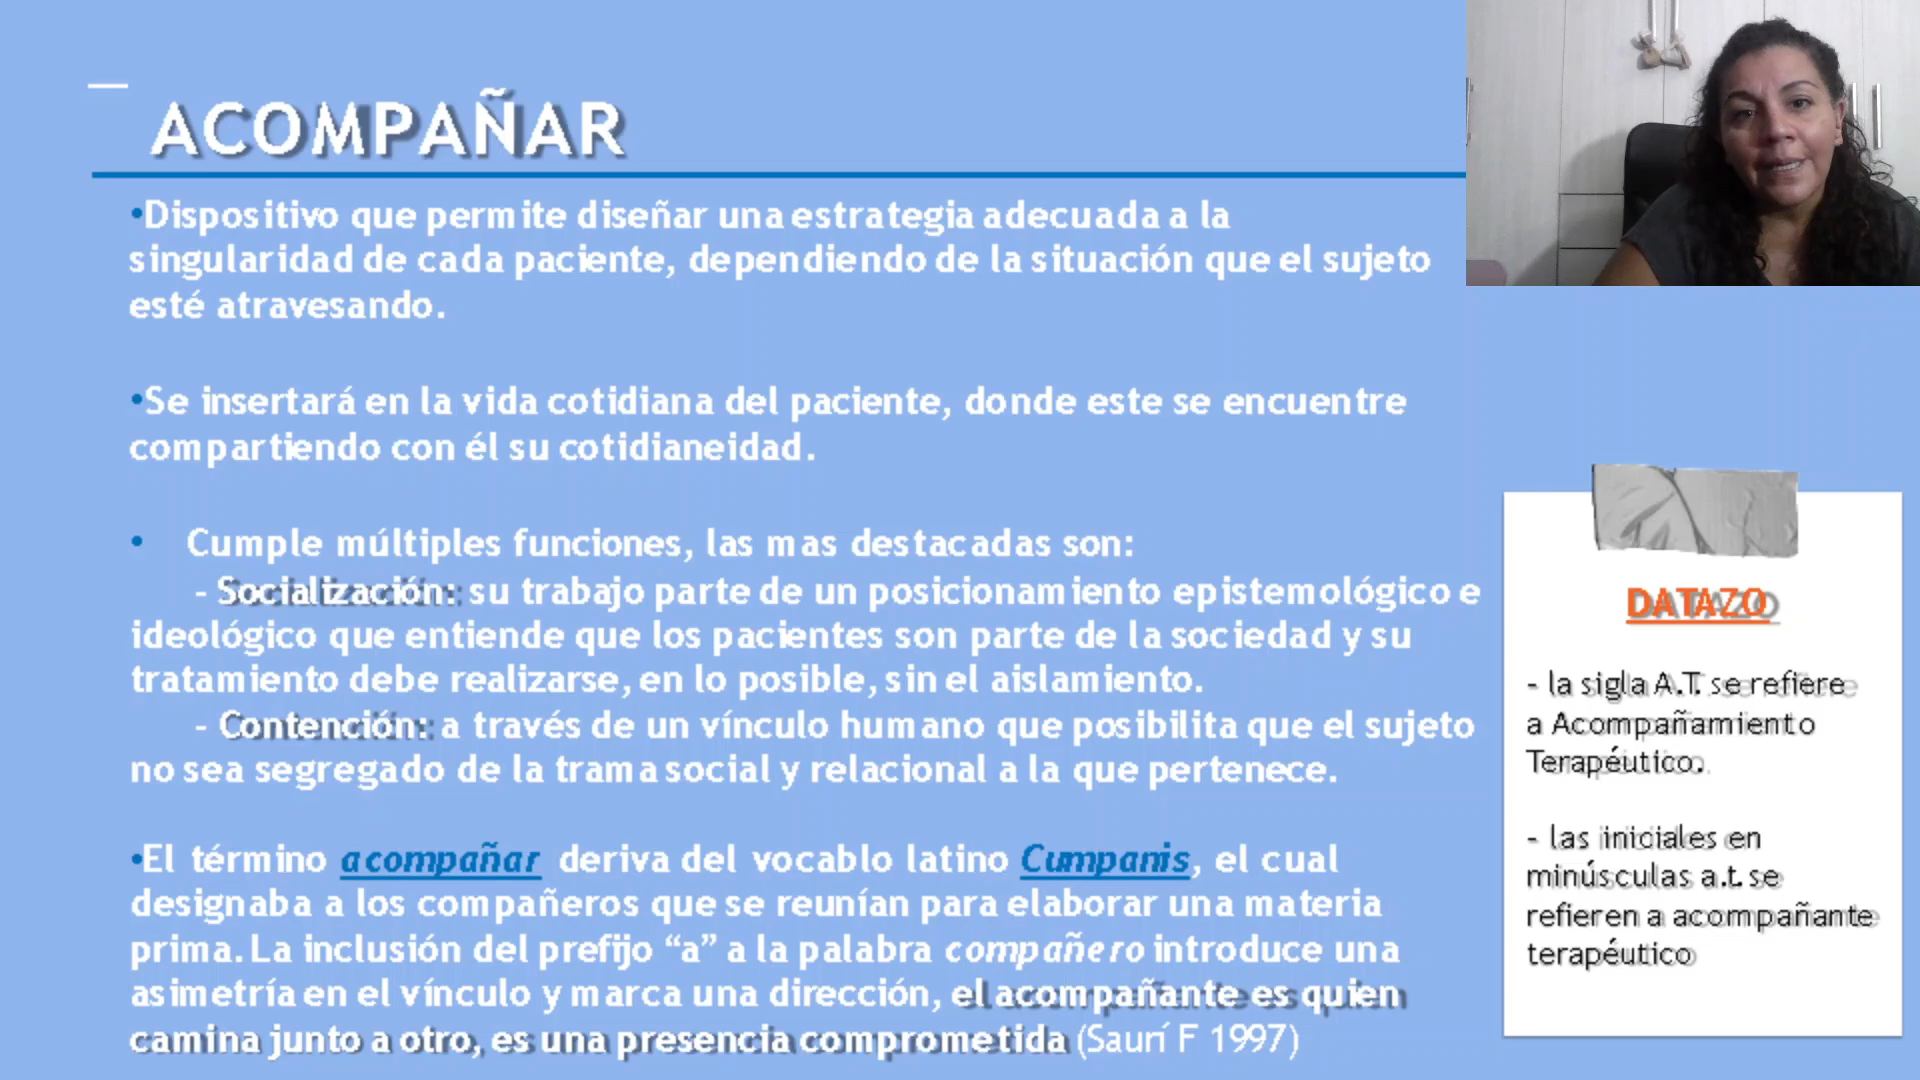 ACOMPAÑAR
•Dispositivo que permite diseñar una estrategia adecuada a la
singularidad de cada paciente, dependiendo de la situación que el sujeto
esté atravesando.
•Se insertará en la vida cotidiana del paciente, donde este se encuentre
compartiendo con él su cotidianeidad.
• Cumple múltiples funciones, las mas destacadas son:
- Socialización: su trabajo parte de un posicionamiento epistemológico e
ideológico que entiende que los pacientes son parte de la sociedad y su
tratamiento debe realizarse, en lo posible, sin el aislamiento.
- Contención: a través de un vínculo humano que posibilita que el sujeto
no sea segregado de la trama social y relacional a la que pertenece.
•El término acompañar deriva del vocablo latino Cumpanis, el cual
designaba a los compañeros que se reunían para elaborar una materia
prima. La inclusión del prefijo “a” a la palabra compañero introduce una
asimetría en el vínculo y marca una dirección, el acompañante es quien
camina junto a otro, es una presencia comprometida (Saurí F 1997)
DATAZO
- la sigla A.T. se refiere
a Acompañamiento
Terapéutico.
- las iniciales en
minúsculas a.t. se
refieren a acompañante
terapéutico